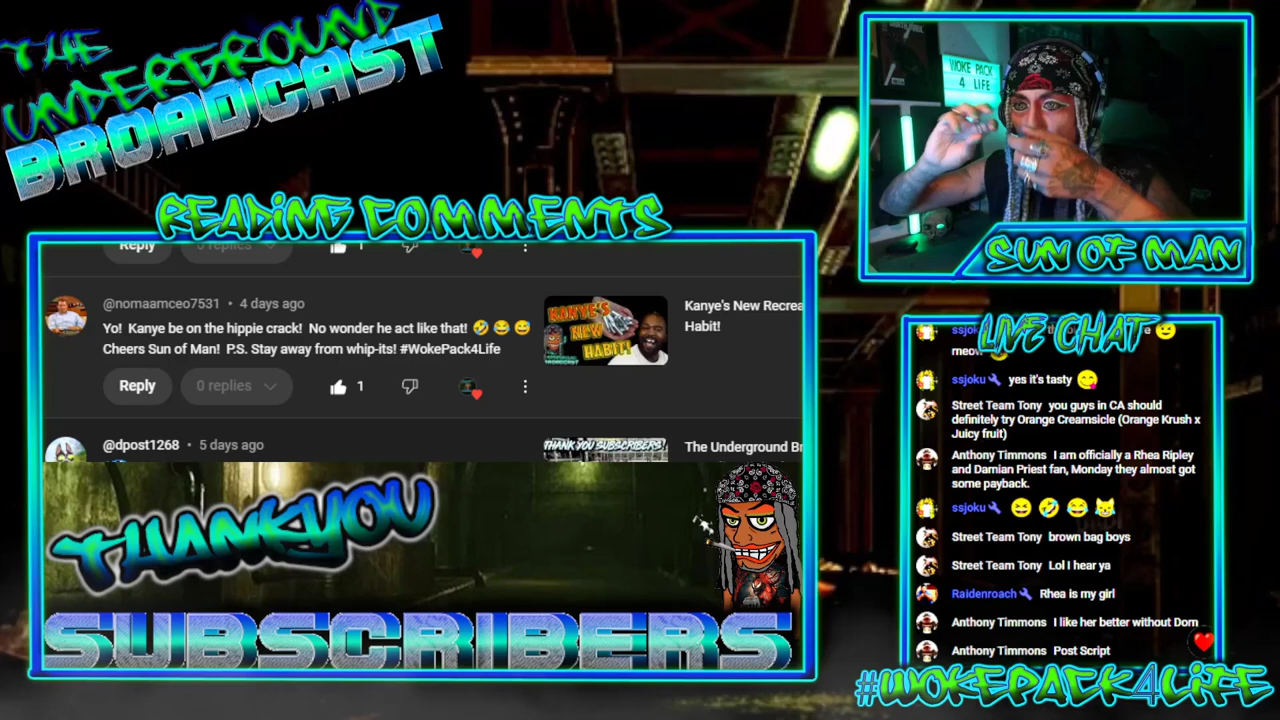 THE
UNDERGROUND
BROADCAST
WOKE PACK
4 LIFE
SUN OF MAN
READING COMMENTS
Reply
1
@nomaamceo7531 • 4 days ago
Yo! Kanye be on the hippie crack! No wonder he act like that! 🤣 😂 😅
Cheers Sun of Man! P.S. Stay away from whip-its! #WokePack4Life
Reply
0 replies
1
KANYE'S
NEW
HABIT!
Kanye's New Recrea
Habit!
@dpost1268 • 5 days ago
THANK YOU SUBSCRIBERS!
The Underground Br
THANK YOU
SUBSCRIBERS
LIVE CHAT
ssjoku
meow
ssjoku yes it's tasty 😋
Street Team Tony you guys in CA should
definitely try Orange Creamsicle (Orange Krush x
Juicy fruit)
Anthony Timmons I am officially a Rhea Ripley
and Damian Priest fan, Monday they almost got
some payback.
ssjoku 😆 🤣 😂 😹
Street Team Tony brown bag boys
Street Team Tony Lol I hear ya
Raidenroach Rhea is my girl
Anthony Timmons I like her better without Dom
Anthony Timmons Post Script
#WOKEPACK4LIFE